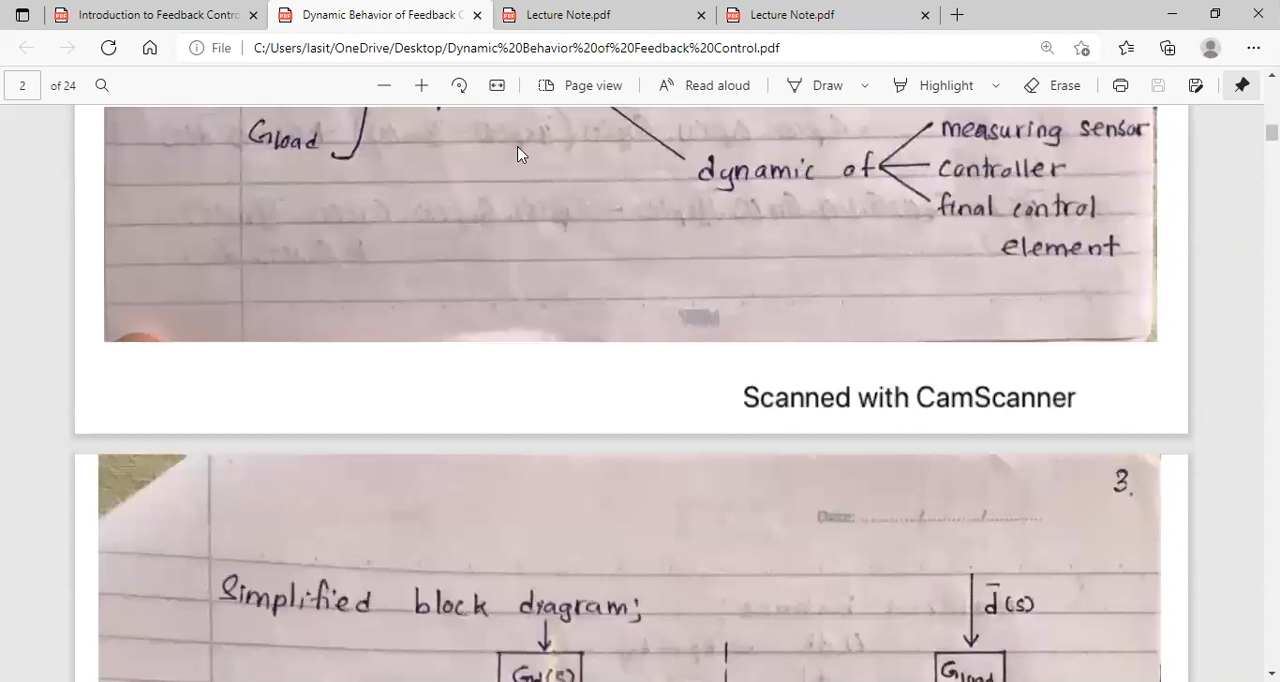 Introduction to Feedback Contro
Dynamic Behavior of Feedback C
Lecture Note.pdf
Lecture Note.pdf
File
C:/Users/lasit/OneDrive/Desktop/Dynamic%20Behavior%20of%20Feedback%20Control.pdf
2 of 24
Page view
Read aloud
Draw
Highlight
Erase
measuring sensor
Gload
dynamic of
controller
final control
element
Scanned with CamScanner
3.
Date:
Simplified block diagram;
d̄(s)
Gd(s)
Gload